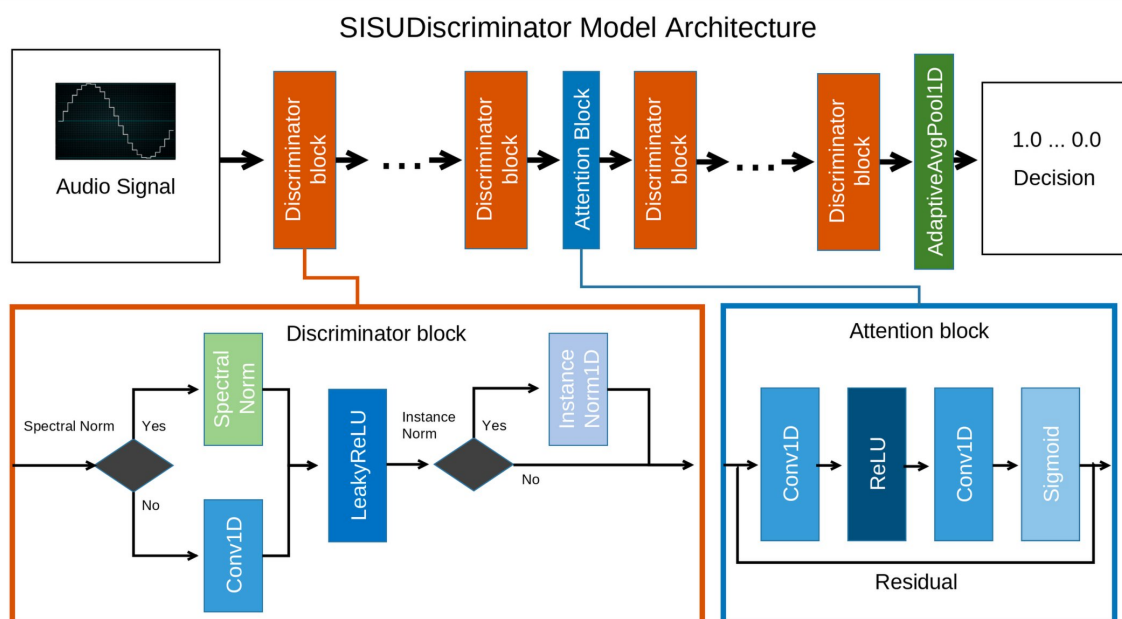 SISUDiscriminator Model Architecture
Audio Signal
Discriminator
block
...
Discriminator
block
Attention Block
Discriminator
block
...
Discriminator
block
AdaptiveAvgPool1D
1.0 ... 0.0
Decision
Discriminator block
Spectral Norm
Yes
No
Spectral
Norm
Conv1D
LeakyReLU
Instance
Norm
Yes
No
Instance
Norm1D
Attention block
Conv1D
ReLU
Conv1D
Sigmoid
Residual